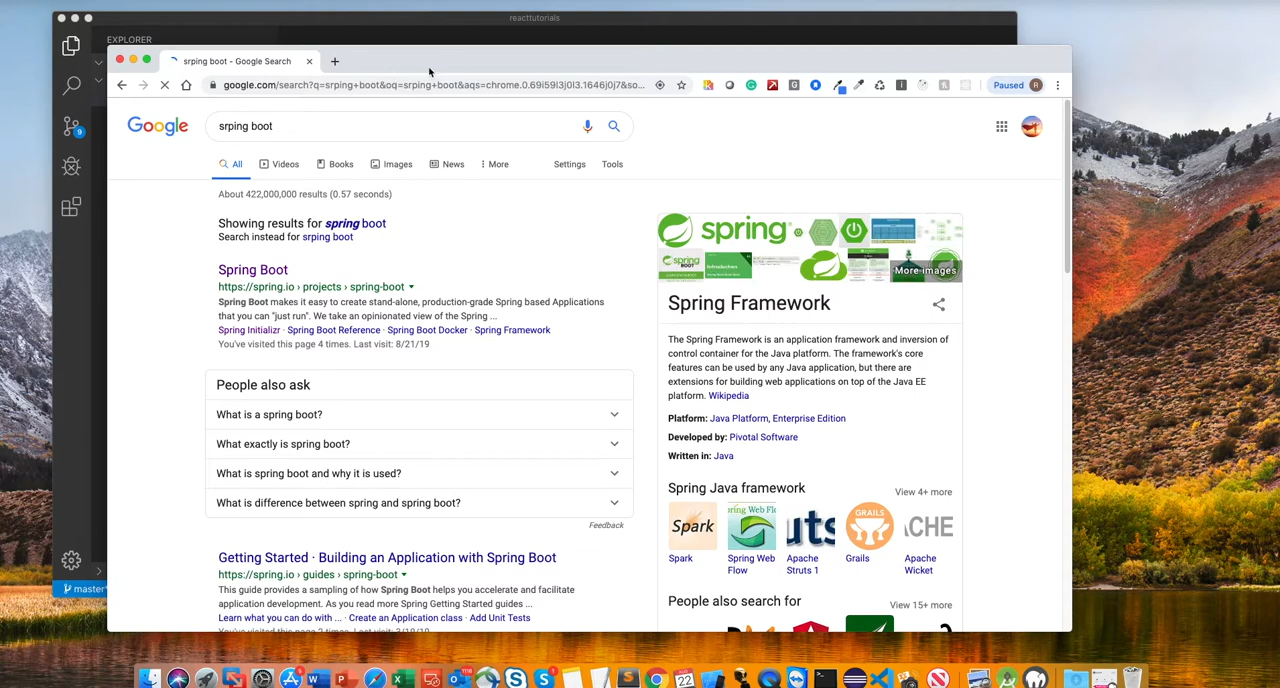 reacttutorials
EXPLORER
srping boot - Google Search
google.com/search?q=srping+boot&oq=srping+boot&aqs=chrome.0.69i59l3j0l3.1646j0j7&so...
Paused
R
Google
srping boot
All
Videos
Books
Images
News
More
Settings
Tools
About 422,000,000 results (0.57 seconds)
Showing results for spring boot
Search instead for srping boot
Spring Boot
https://spring.io › projects › spring-boot
Spring Boot makes it easy to create stand-alone, production-grade Spring based Applications
that you can "just run". We take an opinionated view of the Spring ...
Spring Initializr · Spring Boot Reference · Spring Boot Docker · Spring Framework
You've visited this page 4 times. Last visit: 8/21/19
People also ask
What is a spring boot?
What exactly is spring boot?
What is spring boot and why it is used?
What is difference between spring and spring boot?
Feedback
Getting Started · Building an Application with Spring Boot
https://spring.io › guides › spring-boot
This guide provides a sampling of how Spring Boot helps you accelerate and facilitate
application development. As you read more Spring Getting Started guides ...
Learn what you can do with ... · Create an Application class · Add Unit Tests
spring
More images
Spring Framework
The Spring Framework is an application framework and inversion of
control container for the Java platform. The framework's core
features can be used by any Java application, but there are
extensions for building web applications on top of the Java EE
platform. Wikipedia
Platform: Java Platform, Enterprise Edition
Developed by: Pivotal Software
Written in: Java
Spring Java framework
View 4+ more
Spark
GRAILS
Spark
Spring Web
Flow
Apache
Struts 1
Grails
Apache
Wicket
People also search for
View 15+ more
9
master*
22